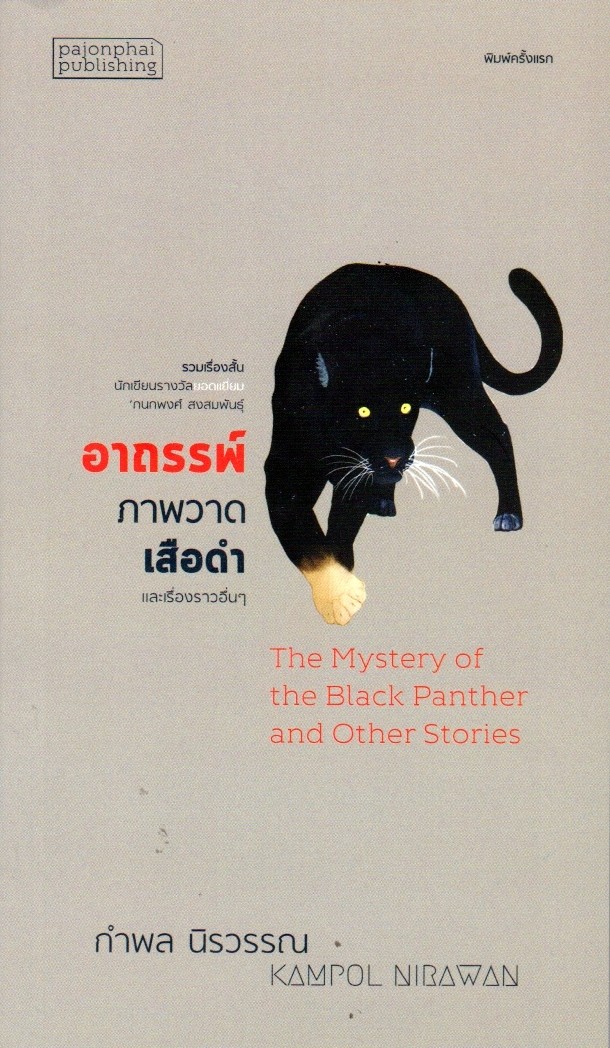 pajonphai
publishing
พิมพ์ครั้งแรก
รวมเรื่องสั้น
นักเขียนรางวัลยอดเยี่ยม
'กนกพงศ์ สงสมพันธุ์
อาถรรพ์
ภาพวาด
เสือดำ
และเรื่องราวอื่นๆ
The Mystery of
the Black Panther
and Other Stories
กำพล นิรวรรณ
KAMPOL NIRAWAN